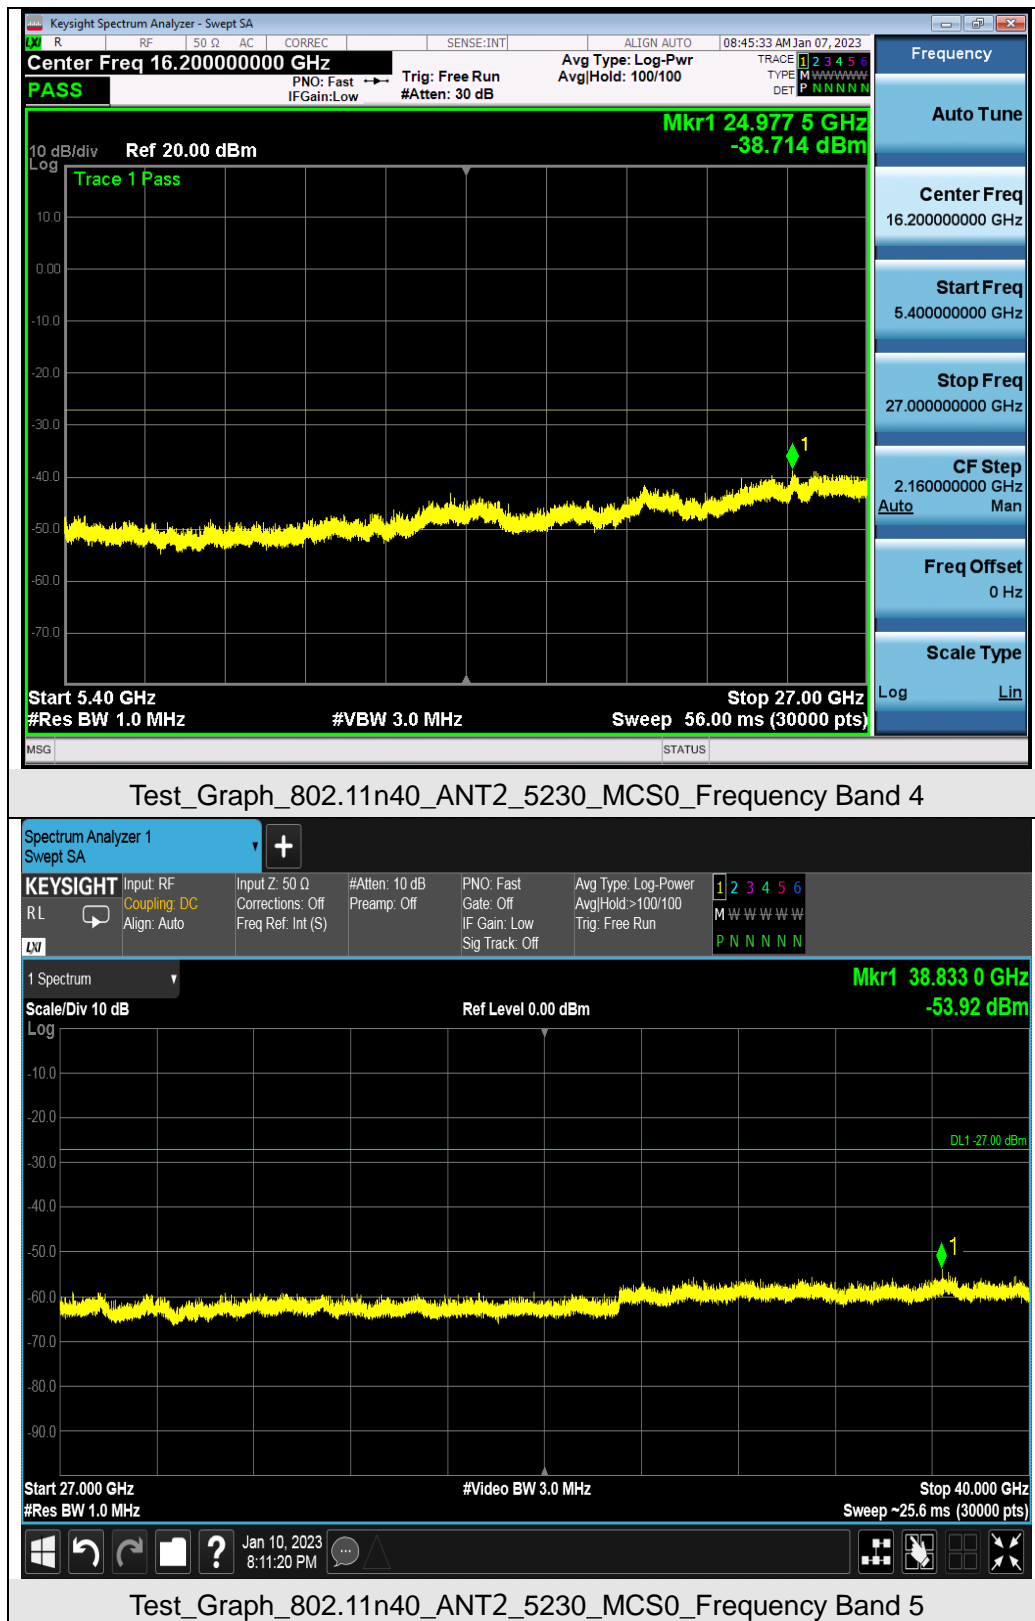 Keysight Spectrum Analyzer - Swept SA
LXI R RF 50 Ω AC CORREC SENSE:INT ALIGN AUTO 08:45:33 AM Jan 07, 2023
Center Freq 16.200000000 GHz
PASS
PNO: Fast
IFGain:Low
Trig: Free Run
#Atten: 30 dB
Avg Type: Log-Pwr
Avg|Hold: 100/100
TRACE 1 2 3 4 5 6
TYPE M W W W W W
DET P N N N N N
Mkr1 24.977 5 GHz
-38.714 dBm
10 dB/div Ref 20.00 dBm
Log
Trace 1 Pass
10.0
0.00
-10.0
-20.0
-30.0
-40.0
-50.0
-60.0
-70.0
1
Start 5.40 GHz Stop 27.00 GHz
#Res BW 1.0 MHz #VBW 3.0 MHz Sweep 56.00 ms (30000 pts)
MSG STATUS
Frequency
Auto Tune
Center Freq
16.200000000 GHz
Start Freq
5.400000000 GHz
Stop Freq
27.000000000 GHz
CF Step
2.160000000 GHz
Auto Man
Freq Offset
0 Hz
Scale Type
Log Lin
Test_Graph_802.11n40_ANT2_5230_MCS0_Frequency Band 4
Spectrum Analyzer 1
Swept SA
+
KEYSIGHT
R L
LXI
Input: RF
Coupling: DC
Align: Auto
Input Z: 50 Ω
Corrections: Off
Freq Ref: Int (S)
#Atten: 10 dB
Preamp: Off
PNO: Fast
Gate: Off
IF Gain: Low
Sig Track: Off
Avg Type: Log-Power
Avg|Hold:>100/100
Trig: Free Run
1 2 3 4 5 6
M W W W W W
P N N N N N
1 Spectrum
Mkr1 38.833 0 GHz
-53.92 dBm
Scale/Div 10 dB Ref Level 0.00 dBm
Log
-10.0
-20.0
DL1 -27.00 dBm
-30.0
-40.0
-50.0
-60.0
-70.0
-80.0
-90.0
1
Start 27.000 GHz #Video BW 3.0 MHz Stop 40.000 GHz
#Res BW 1.0 MHz Sweep ~25.6 ms (30000 pts)
?
Jan 10, 2023
8:11:20 PM
Test_Graph_802.11n40_ANT2_5230_MCS0_Frequency Band 5